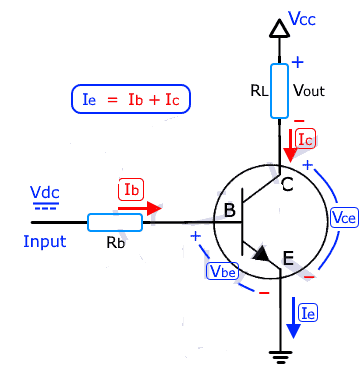 Vcc
+
RL Vout
Ie = Ib + Ic
−
Ic
+
Ib
C
Vdc
B
Vce
Input
Rb
+
E
Vbe
−
−
Ie